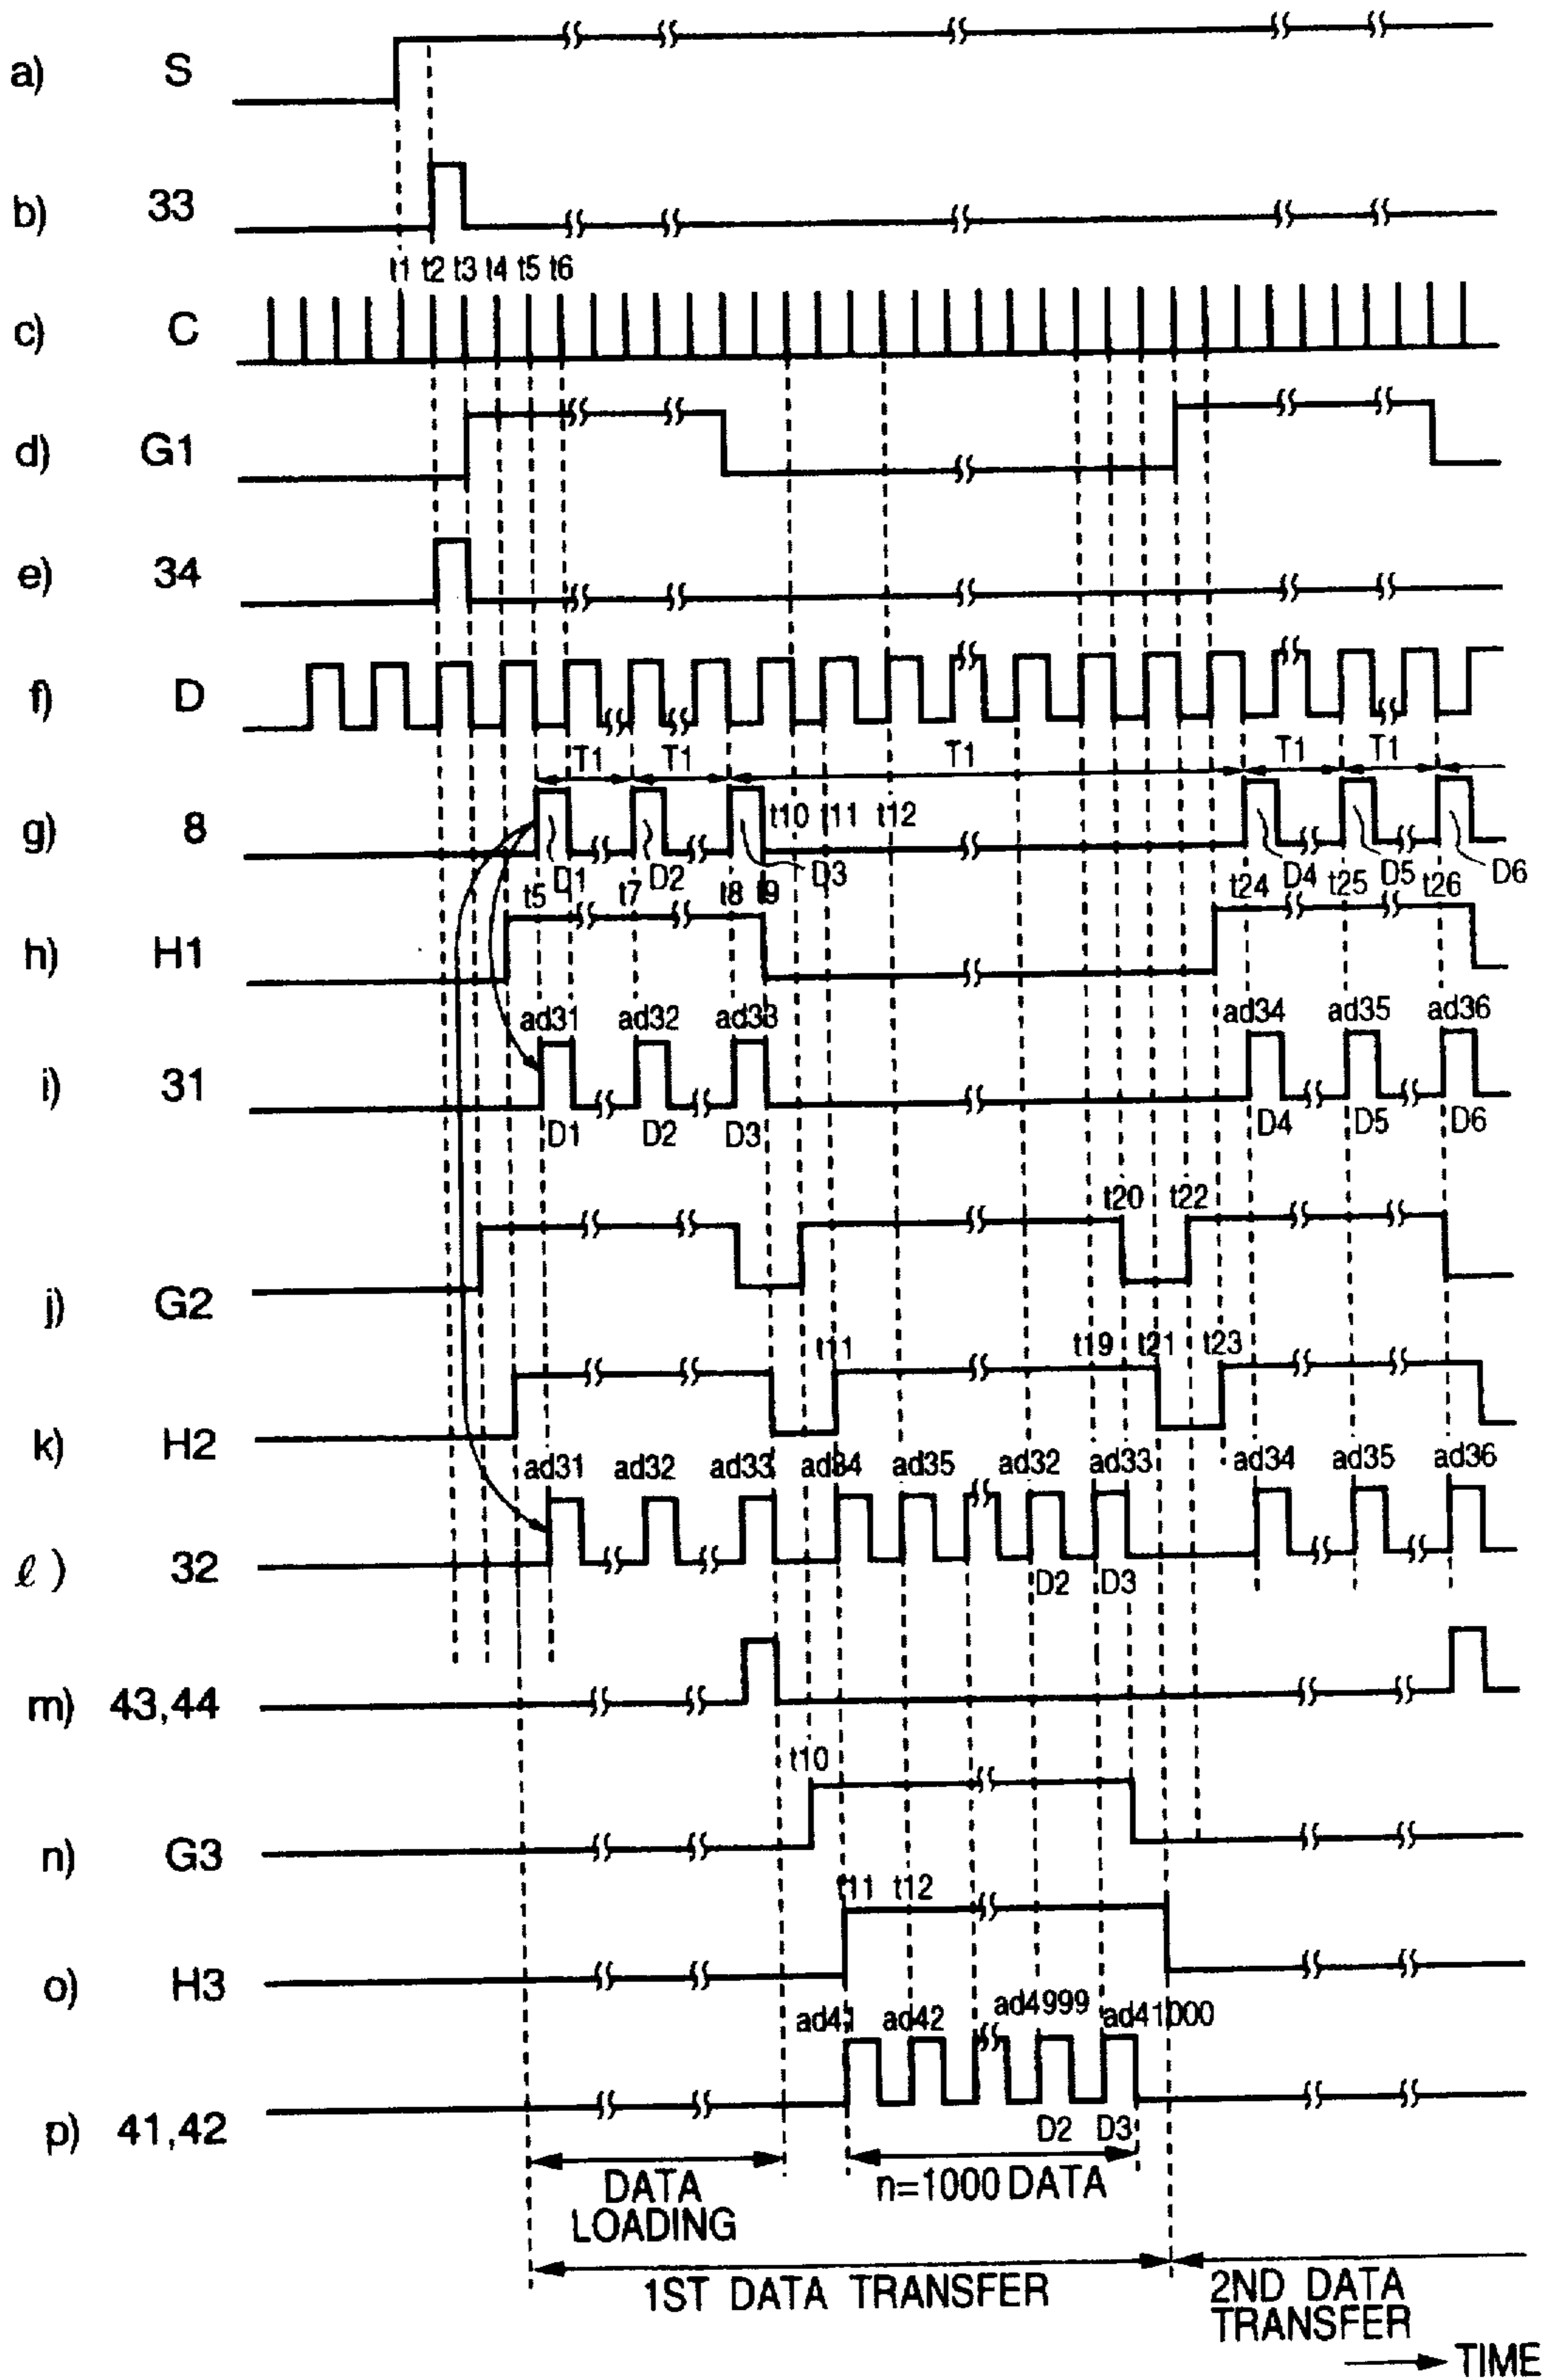 a) S
b) 33
t1 t2 t3 t4 t5 t6
c) C
d) G1
e) 34
f) D
T1 T1 T1 T1 T1
g) 8
t10 t11 t12
D1 D2 D3 D4 D5 D6
t5 t7 t8 t9 t24 t25 t26
h) H1
ad31 ad32 ad33 ad34 ad35 ad36
i) 31
D1 D2 D3 D4 D5 D6
t20 t22
j) G2
t11 t19 t21 t23
k) H2
ad31 ad32 ad33 ad34 ad35 ad32 ad33 ad34 ad35 ad36
ℓ) 32
D2 D3
m) 43,44
t10
n) G3
t11 t12
o) H3
ad41 ad42 ad4999 ad41000
p) 41,42
D2 D3
DATA LOADING
n=1000 DATA
1ST DATA TRANSFER
2ND DATA
TRANSFER
TIME